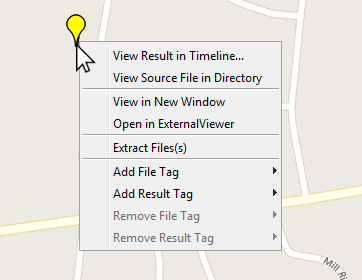 View Result in Timeline...
View Source File in Directory
View in New Window
Open in ExternalViewer
Extract Files(s)
Add File Tag
Add Result Tag
Remove File Tag
Remove Result Tag
Mill Ri